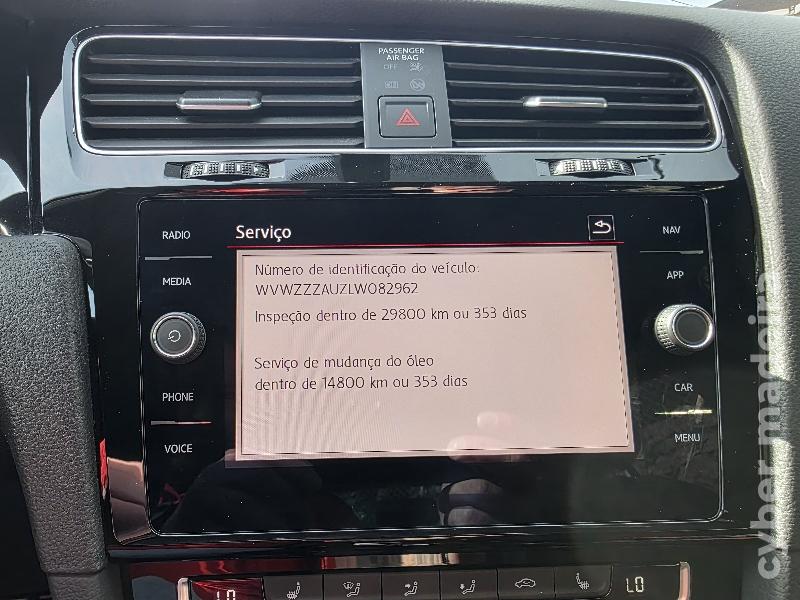 PASSENGER
AIR BAG
OFF
RADIO
Serviço
NAV
MEDIA
Número de identificação do veículo:
WVWZZZAUZLW082962
APP
Inspeção dentro de 29800 km ou 353 dias
Serviço de mudança do óleo
dentro de 14800 km ou 353 dias
PHONE
CAR
VOICE
MENU
LO
LO
cyber madeira